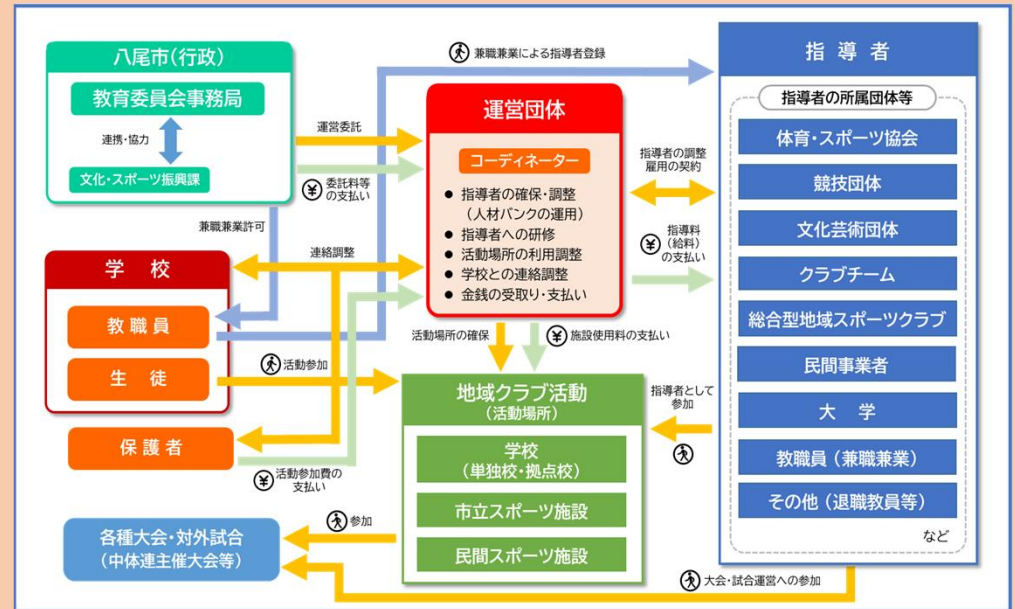 八尾市(行政)
教育委員会事務局
連携・協力
文化・スポーツ振興課
兼職兼業による指導者登録
運営委託
¥ 委託料等
の支払い
兼職兼業許可
連絡調整
学 校
教職員
生 徒
保護者
活動参加
¥ 活動参加費の
支払い
運営団体
コーディネーター
● 指導者の確保・調整
(人材バンクの運用)
● 指導者への研修
● 活動場所の利用調整
● 学校との連絡調整
● 金銭の受取り・支払い
指導者の調整
雇用の契約
¥ 指導料
(給料)
の支払い
活動場所の確保
¥ 施設使用料の支払い
地域クラブ活動
(活動場所)
学校
(単独校・拠点校)
市立スポーツ施設
民間スポーツ施設
指導者として
参加
参加
各種大会・対外試合
(中体連主催大会等)
大会・試合運営への参加
指 導 者
指導者の所属団体等
体育・スポーツ協会
競技団体
文化芸術団体
クラブチーム
総合型地域スポーツクラブ
民間事業者
大 学
教職員(兼職兼業)
その他(退職教員等)
など